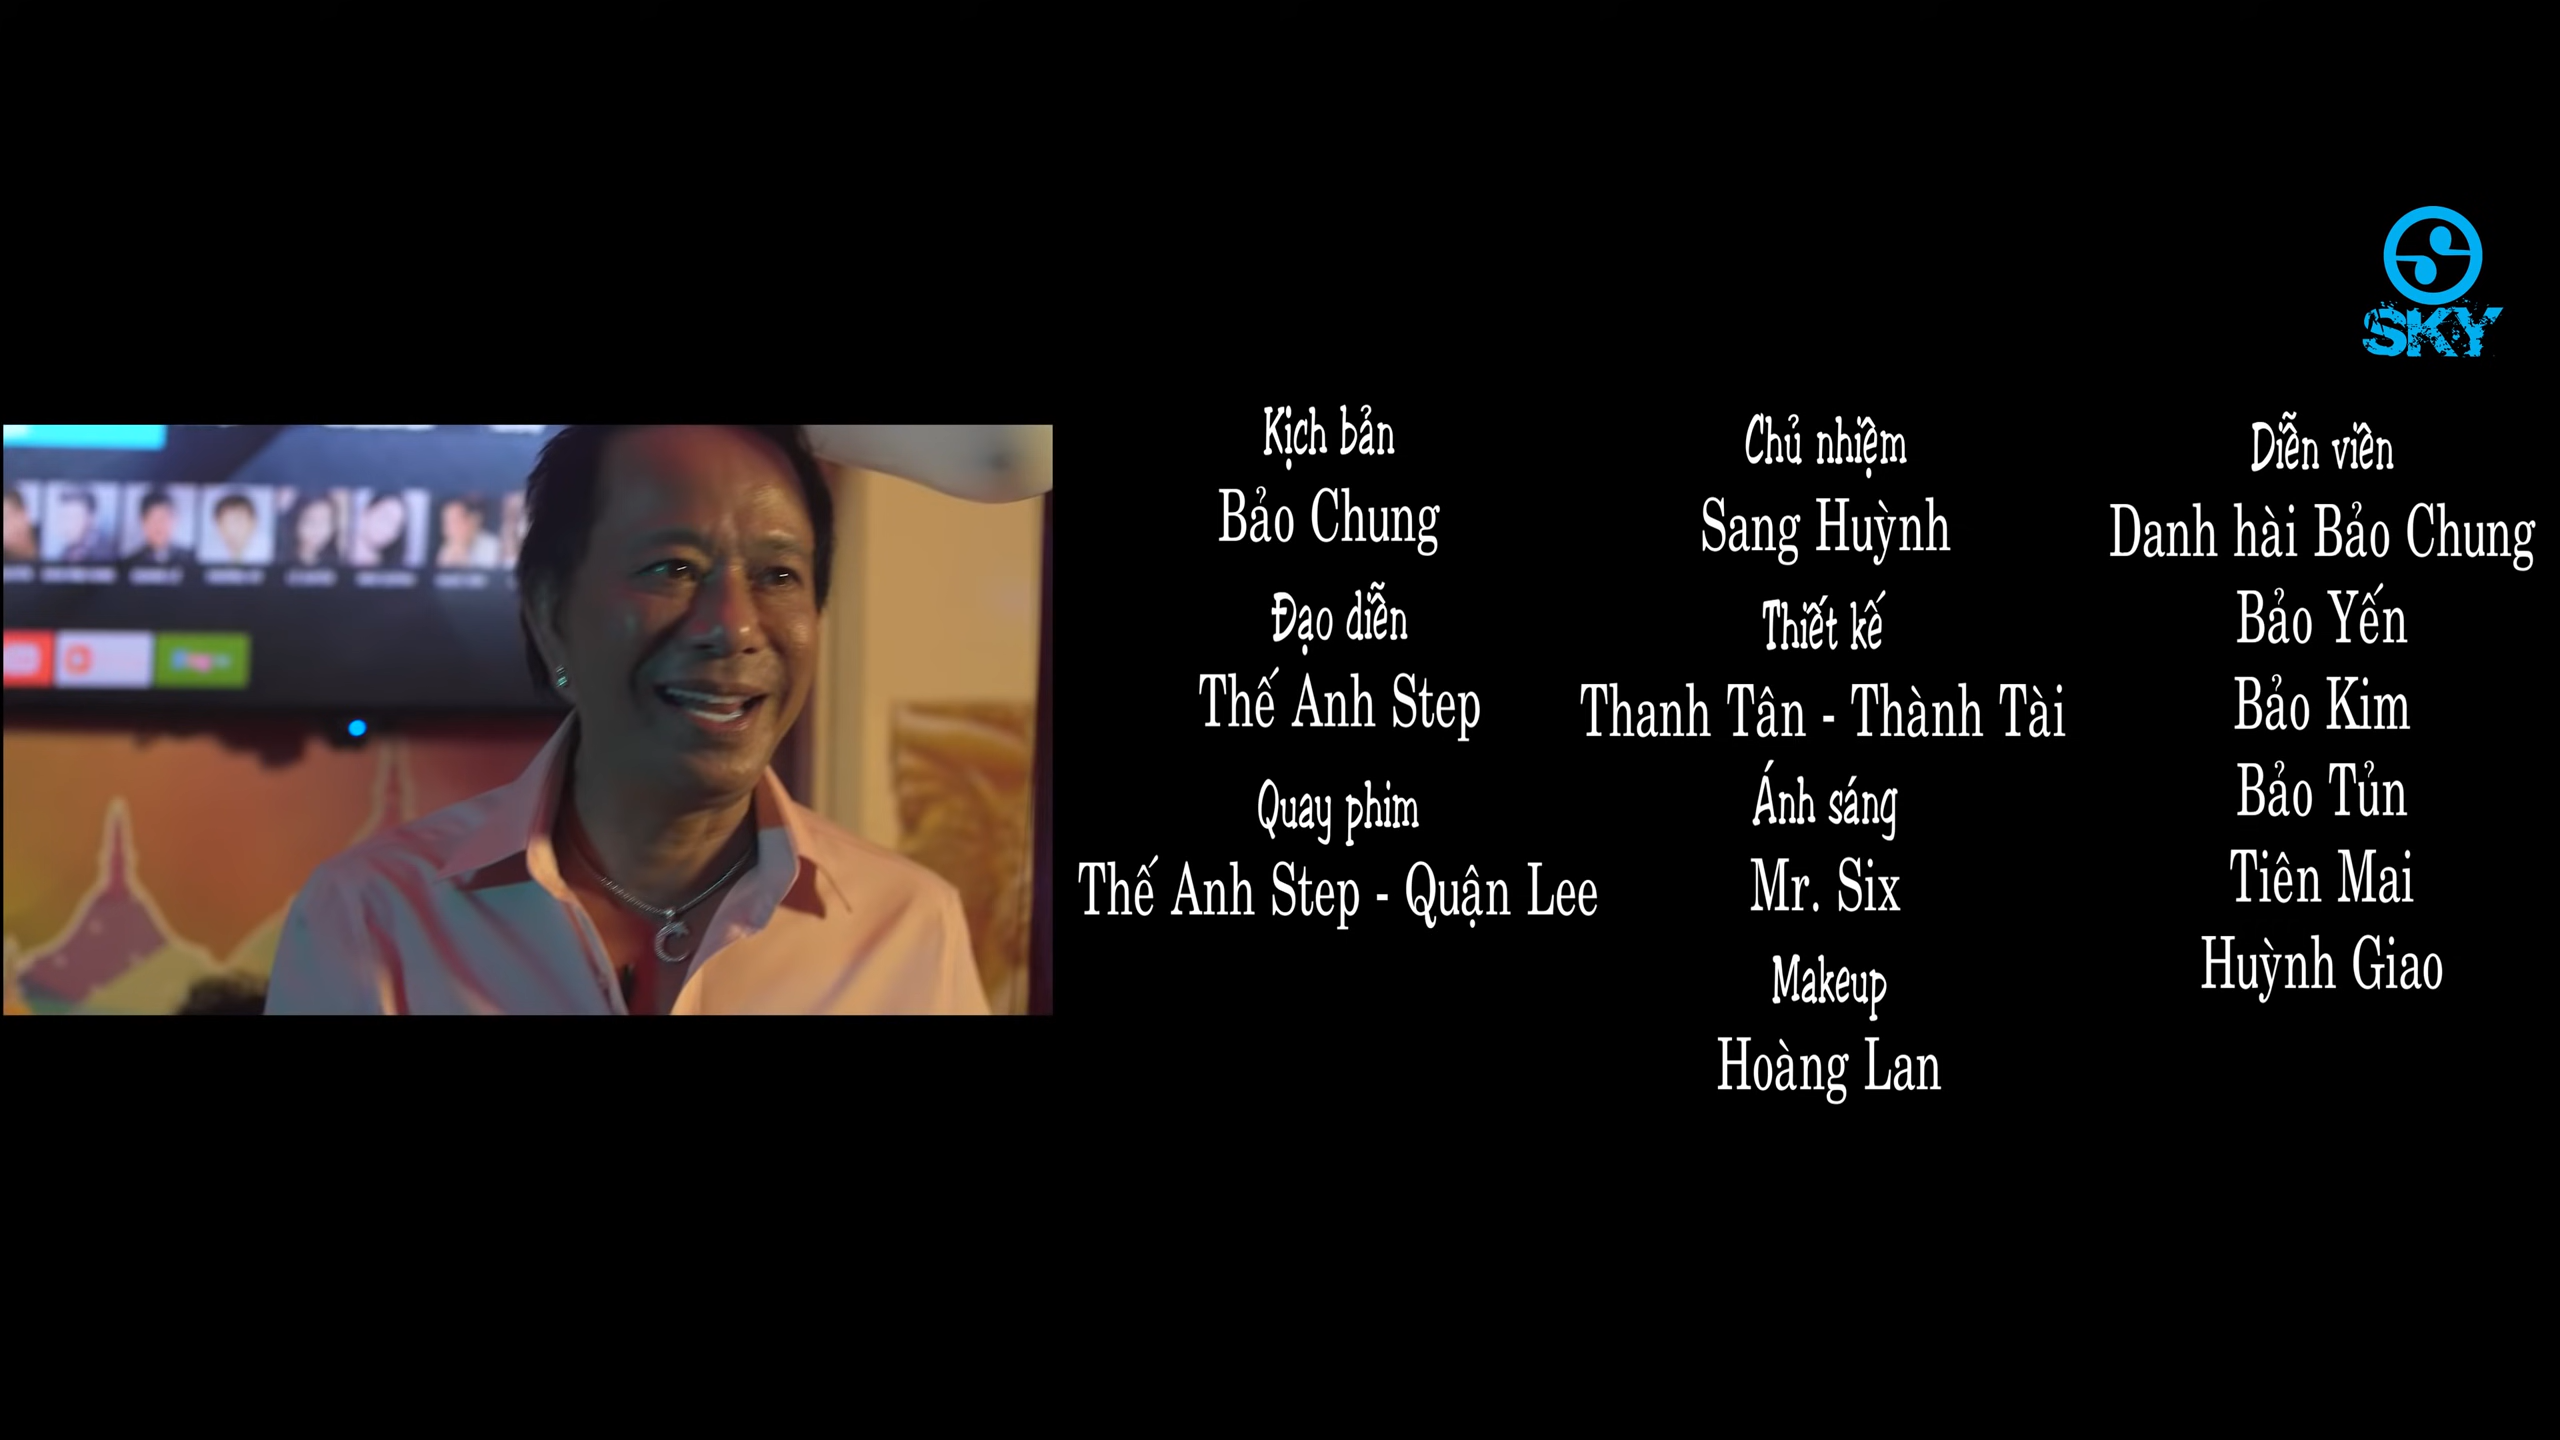 SKY
Kịch bản
Bảo Chung
Đạo diễn
Thế Anh Step
Quay phim
Thế Anh Step - Quận Lee
Chủ nhiệm
Sang Huỳnh
Thiết kế
Thanh Tân - Thành Tài
Ánh sáng
Mr. Six
Makeup
Hoàng Lan
Diễn viên
Danh hài Bảo Chung
Bảo Yến
Bảo Kim
Bảo Tủn
Tiên Mai
Huỳnh Giao